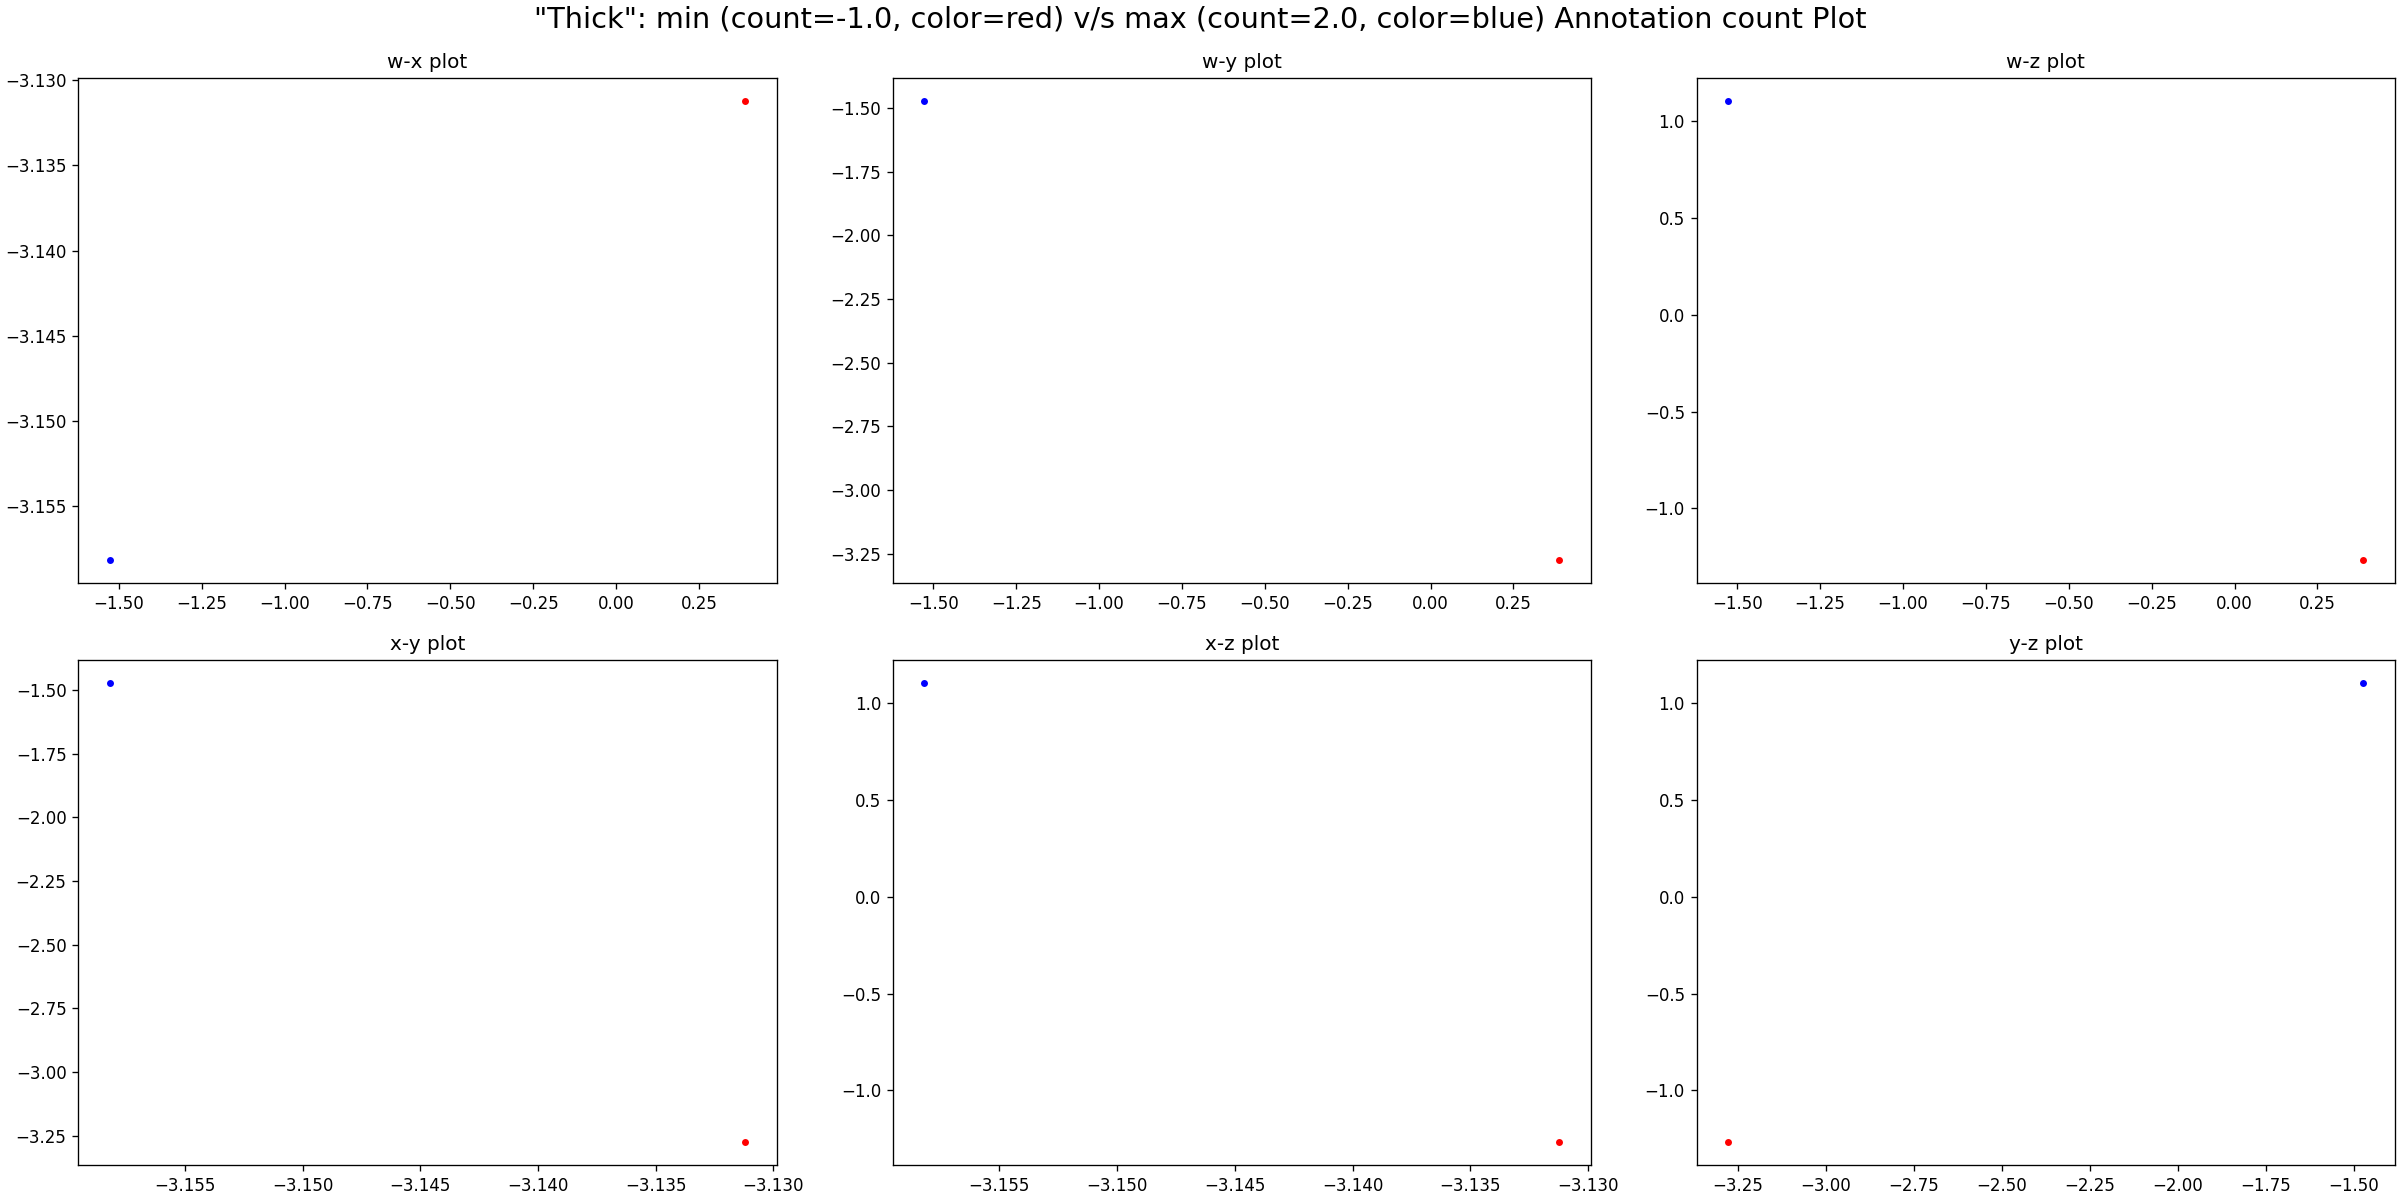 "Thick": min (count=-1.0, color=red) v/s max (count=2.0, color=blue) Annotation count Plot
w-x plot
−3.130
−3.135
−3.140
−3.145
−3.150
−3.155
−1.50 −1.25 −1.00 −0.75 −0.50 −0.25 0.00 0.25
w-y plot
−1.50
−1.75
−2.00
−2.25
−2.50
−2.75
−3.00
−3.25
−1.50 −1.25 −1.00 −0.75 −0.50 −0.25 0.00 0.25
w-z plot
1.0
0.5
0.0
−0.5
−1.0
−1.50 −1.25 −1.00 −0.75 −0.50 −0.25 0.00 0.25
x-y plot
−1.50
−1.75
−2.00
−2.25
−2.50
−2.75
−3.00
−3.25
−3.155 −3.150 −3.145 −3.140 −3.135 −3.130
x-z plot
1.0
0.5
0.0
−0.5
−1.0
−3.155 −3.150 −3.145 −3.140 −3.135 −3.130
y-z plot
1.0
0.5
0.0
−0.5
−1.0
−3.25 −3.00 −2.75 −2.50 −2.25 −2.00 −1.75 −1.50